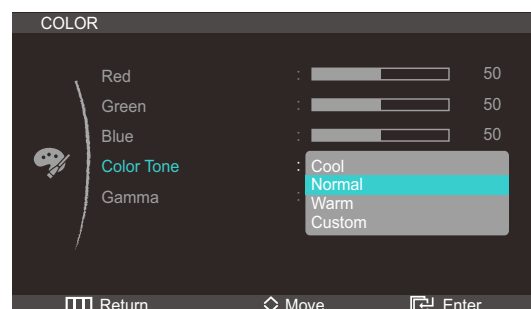 COLOR
Red : 50
Green : 50
Blue : 50
Color Tone : Cool
Normal
Gamma : Warm
Custom
Return Move Enter